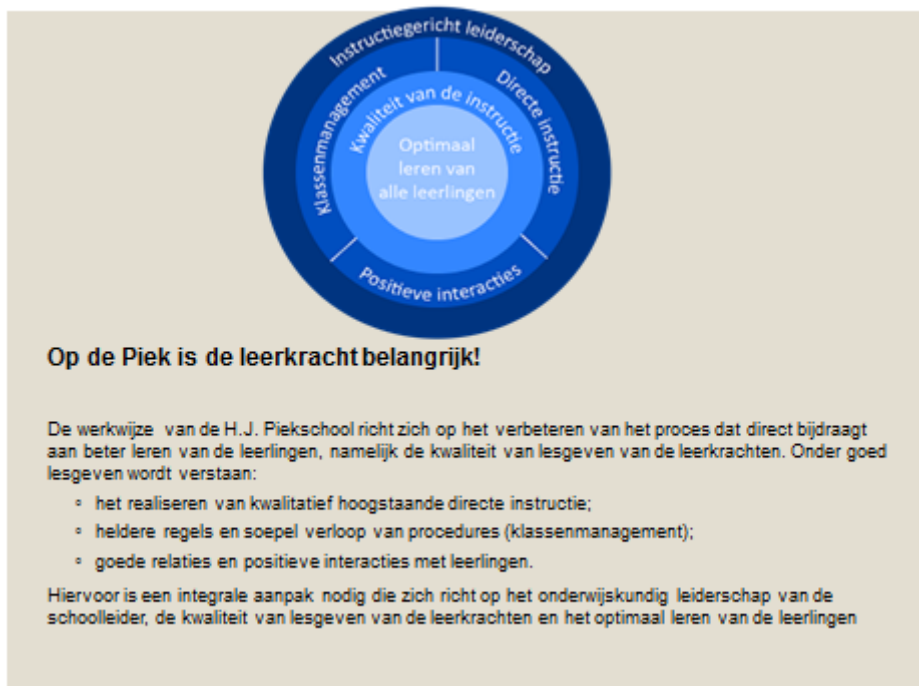 Instructiegericht leiderschap
Klassenmanagement
Directe instructie
Kwaliteit van de instructie
Optimaal
leren van
alle leerlingen
Positieve interacties
Op de Piek is de leerkracht belangrijk!
De werkwijze van de H.J. Piekschool richt zich op het verbeteren van het proces dat direct bijdraagt
aan beter leren van de leerlingen, namelijk de kwaliteit van lesgeven van de leerkrachten. Onder goed
lesgeven wordt verstaan:
▫ het realiseren van kwalitatief hoogstaande directe instructie;
▫ heldere regels en soepel verloop van procedures (klassenmanagement);
▫ goede relaties en positieve interacties met leerlingen.
Hiervoor is een integrale aanpak nodig die zich richt op het onderwijskundig leiderschap van de
schoolleider, de kwaliteit van lesgeven van de leerkrachten en het optimaal leren van de leerlingen